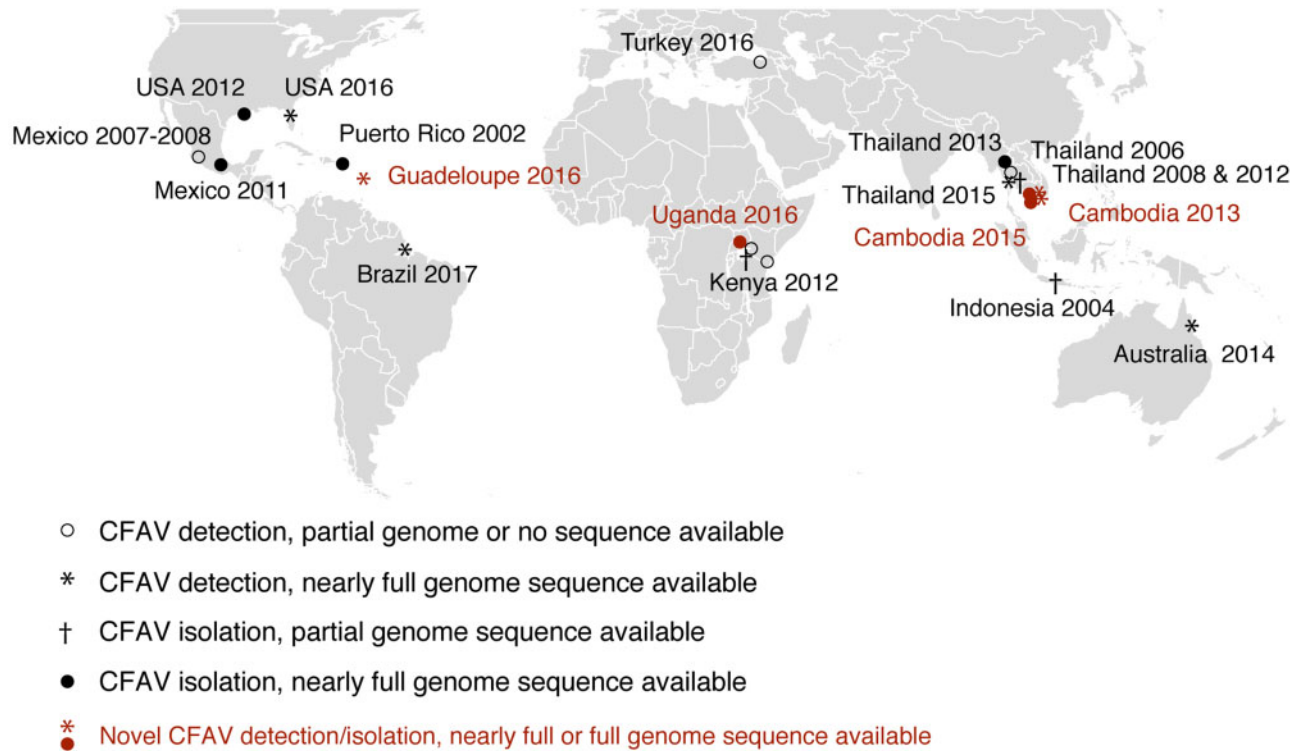 Turkey 2016
USA 2012
USA 2016
Mexico 2007-2008
Puerto Rico 2002
Thailand 2013
Thailand 2006
Guadeloupe 2016
Thailand 2008 & 2012
Mexico 2011
Thailand 2015
Uganda 2016
Cambodia 2013
Cambodia 2015
Brazil 2017
Kenya 2012
Indonesia 2004
Australia 2014
○ CFAV detection, partial genome or no sequence available
* CFAV detection, nearly full genome sequence available
† CFAV isolation, partial genome sequence available
● CFAV isolation, nearly full genome sequence available
* ● Novel CFAV detection/isolation, nearly full or full genome sequence available